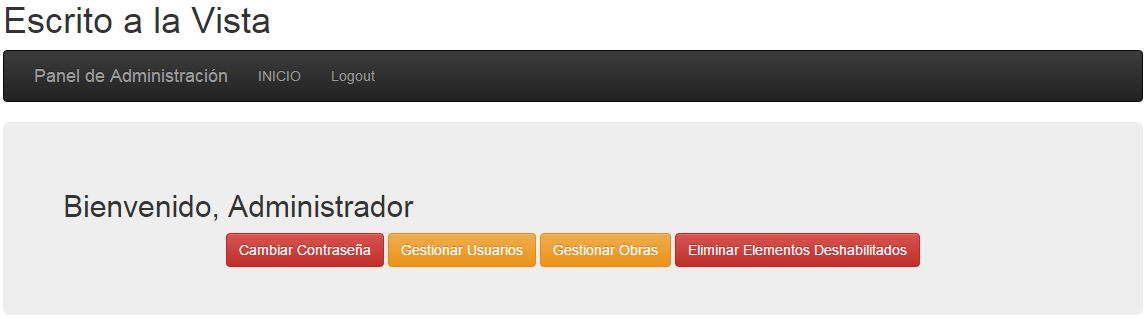 Escrito a la Vista
Panel de Administración INICIO Logout
Bienvenido, Administrador
Cambiar Contraseña Gestionar Usuarios Gestionar Obras Eliminar Elementos Deshabilitados